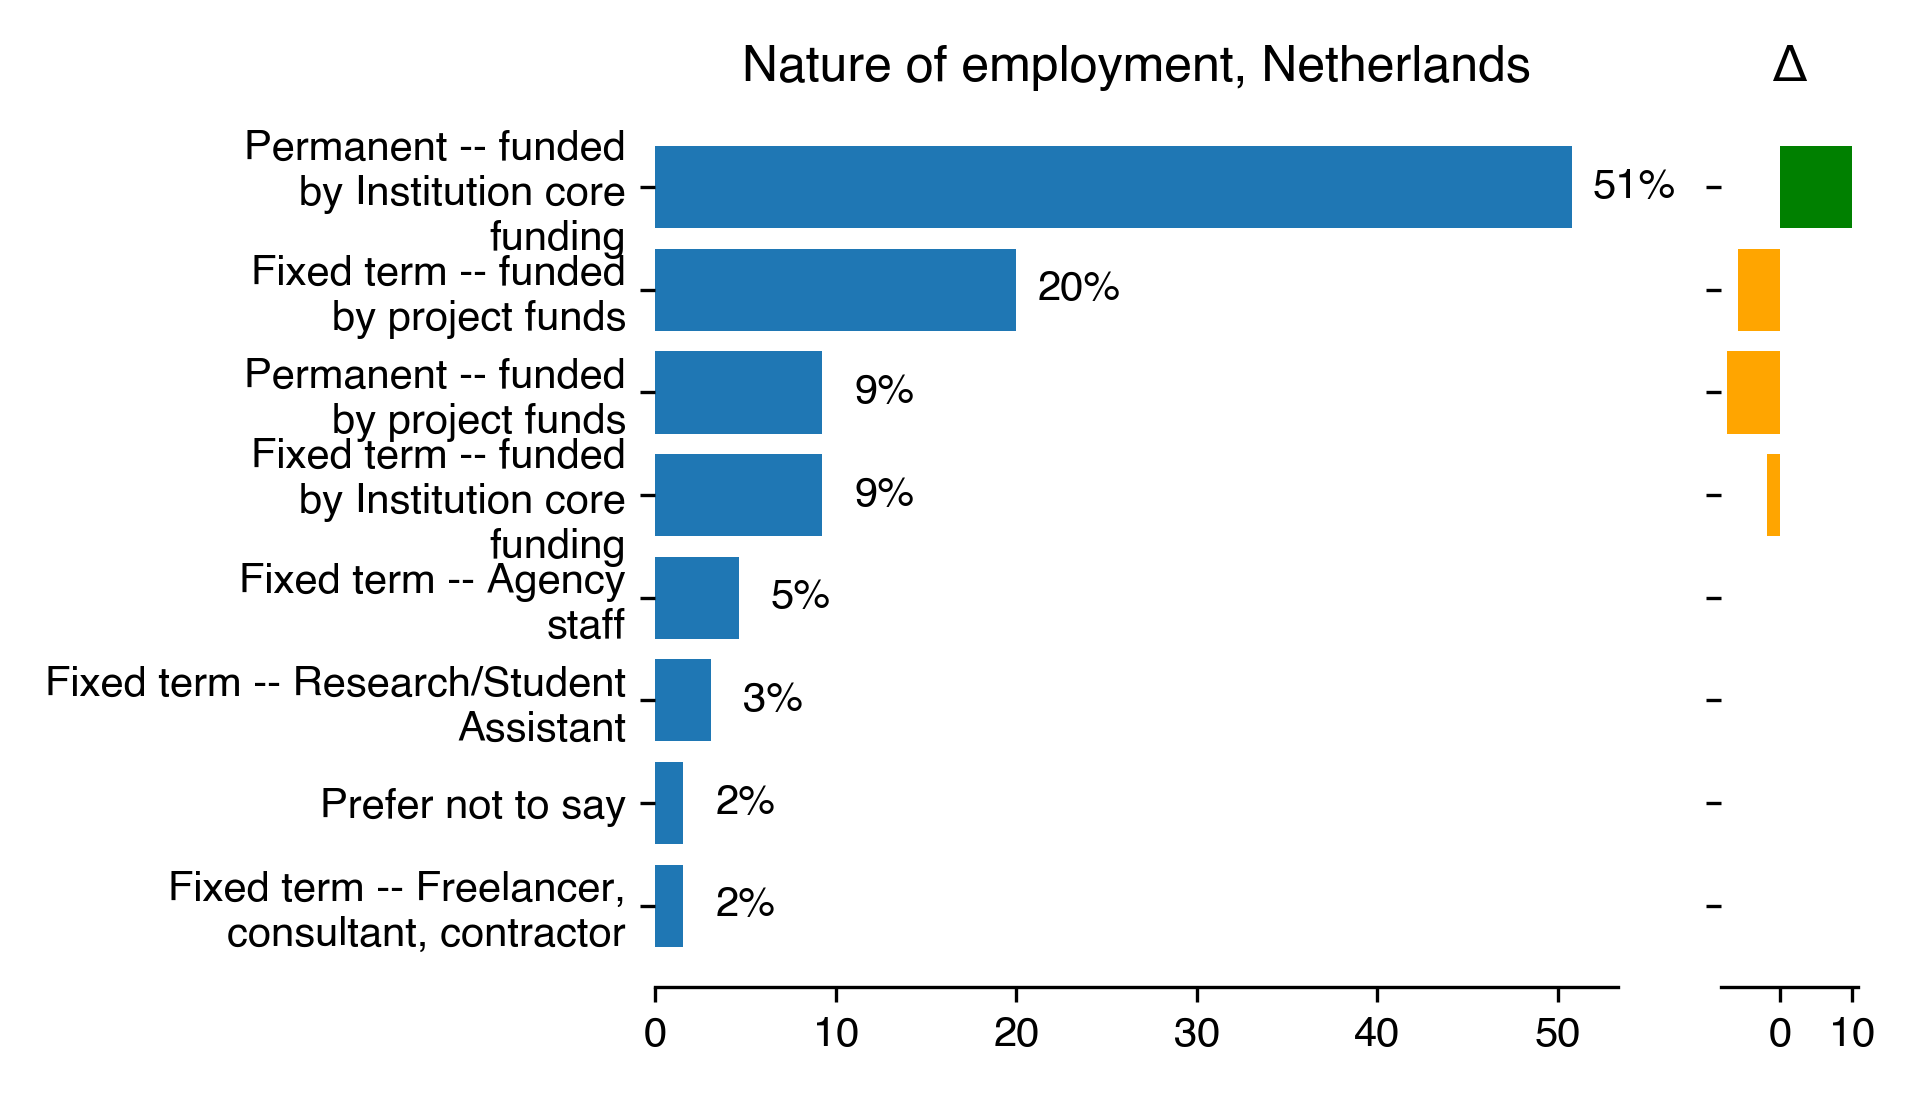 Nature of employment, Netherlands
Δ
Permanent -- funded
by Institution core
funding
51%
Fixed term -- funded
by project funds
20%
Permanent -- funded
by project funds
9%
Fixed term -- funded
by Institution core
funding
9%
Fixed term -- Agency
staff
5%
Fixed term -- Research/Student
Assistant
3%
Prefer not to say
2%
Fixed term -- Freelancer,
consultant, contractor
2%
0 10 20 30 40 50
0 10